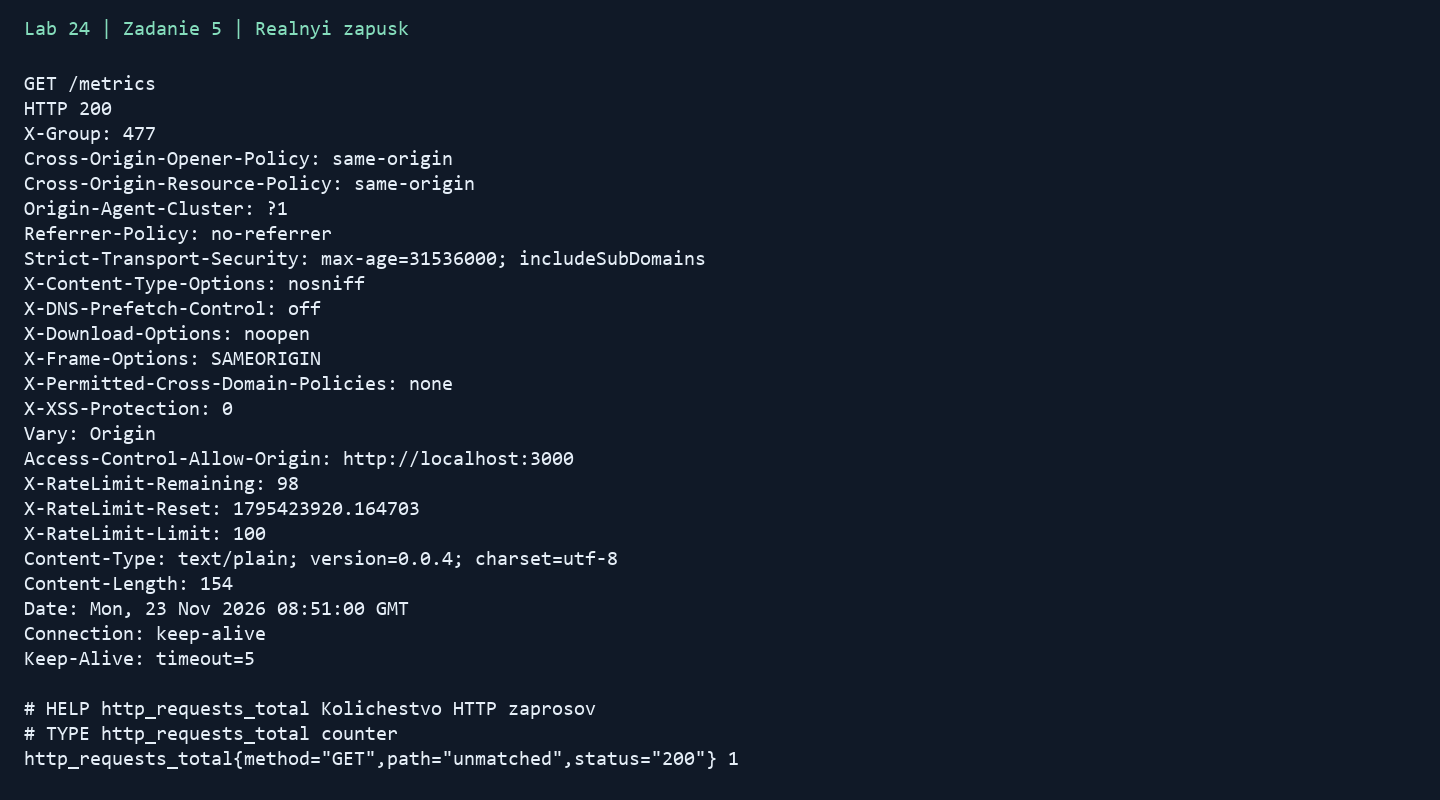 Lab 24 | Zadanie 5 | Realnyi zapusk
GET /metrics
HTTP 200
X-Group: 477
Cross-Origin-Opener-Policy: same-origin
Cross-Origin-Resource-Policy: same-origin
Origin-Agent-Cluster: ?1
Referrer-Policy: no-referrer
Strict-Transport-Security: max-age=31536000; includeSubDomains
X-Content-Type-Options: nosniff
X-DNS-Prefetch-Control: off
X-Download-Options: noopen
X-Frame-Options: SAMEORIGIN
X-Permitted-Cross-Domain-Policies: none
X-XSS-Protection: 0
Vary: Origin
Access-Control-Allow-Origin: http://localhost:3000
X-RateLimit-Remaining: 98
X-RateLimit-Reset: 1795423920.164703
X-RateLimit-Limit: 100
Content-Type: text/plain; version=0.0.4; charset=utf-8
Content-Length: 154
Date: Mon, 23 Nov 2026 08:51:00 GMT
Connection: keep-alive
Keep-Alive: timeout=5
# HELP http_requests_total Kolichestvo HTTP zaprosov
# TYPE http_requests_total counter
http_requests_total{method="GET",path="unmatched",status="200"} 1